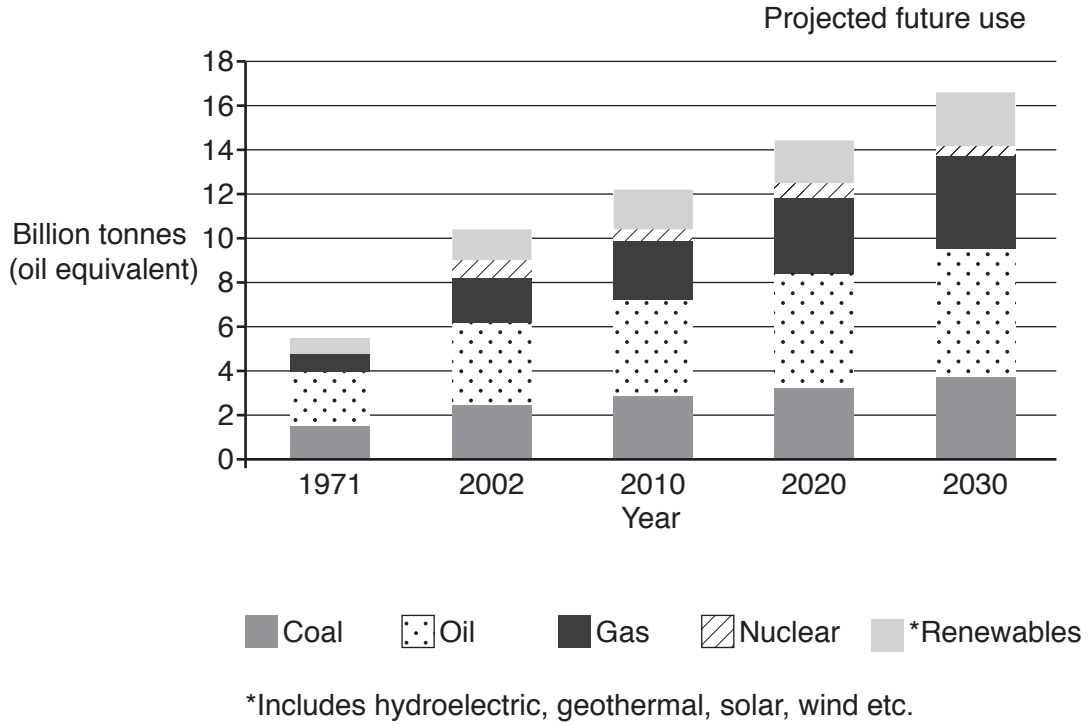 Projected future use
18
16
14
12
10
8
6
4
2
0
Billion tonnes
(oil equivalent)
1971 2002 2010 2020 2030
Year
Coal Oil Gas Nuclear *Renewables
*Includes hydroelectric, geothermal, solar, wind etc.